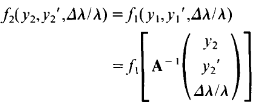 f₂(y₂, y₂′, Δλ/λ) = f₁(y₁, y₁′, Δλ/λ)
= f₁ [ A⁻¹ ( y₂
y₂′
Δλ/λ ) ]